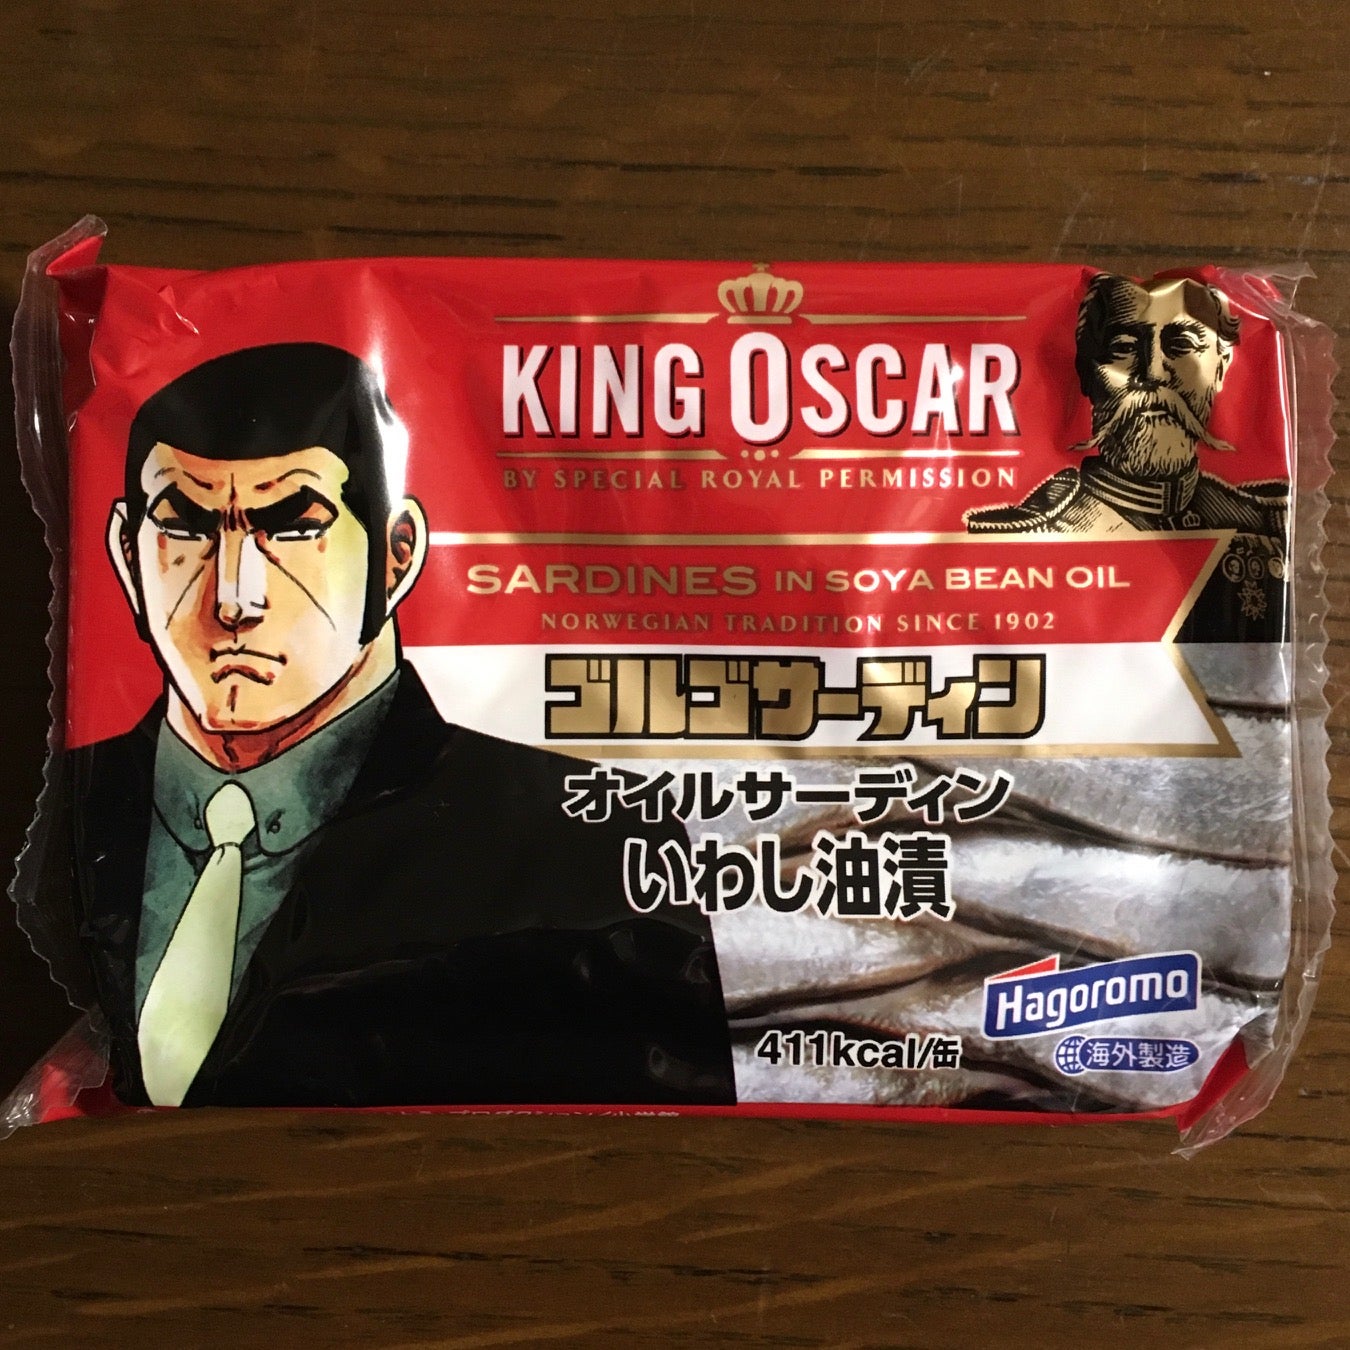 KING OSCAR
BY SPECIAL ROYAL PERMISSION
SARDINES IN SOYA BEAN OIL
NORWEGIAN TRADITION SINCE 1902
ゴルゴサーディン
オイルサーディン
いわし油漬
Hagoromo
411kcal/缶
海外製造